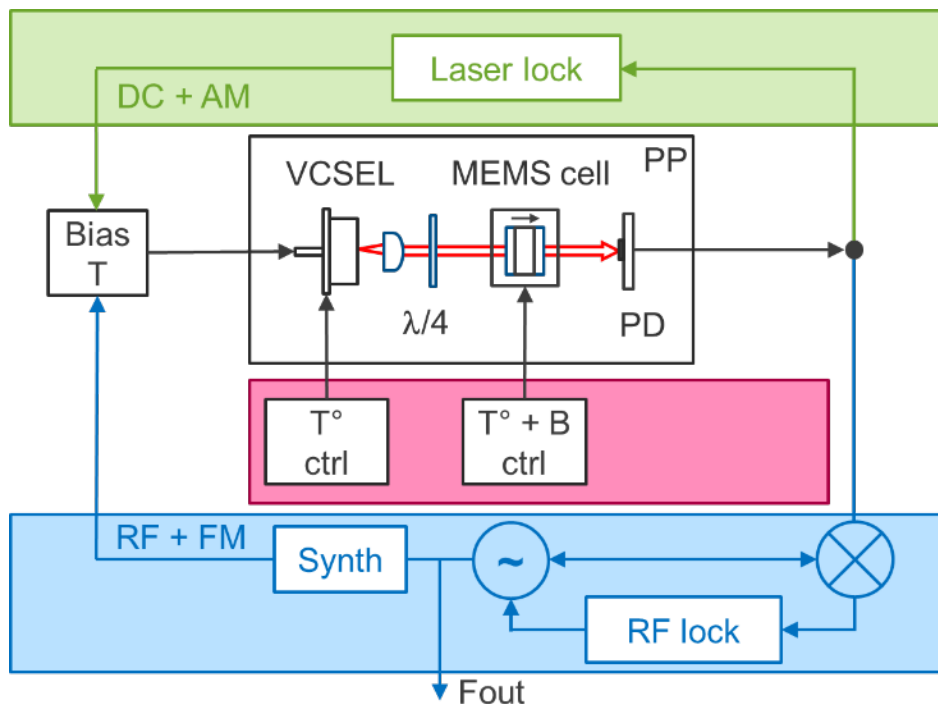 Laser lock
DC + AM
VCSEL
MEMS cell
PP
Bias
T
λ/4
PD
T°
ctrl
T° + B
ctrl
RF + FM
Synth
~
RF lock
Fout